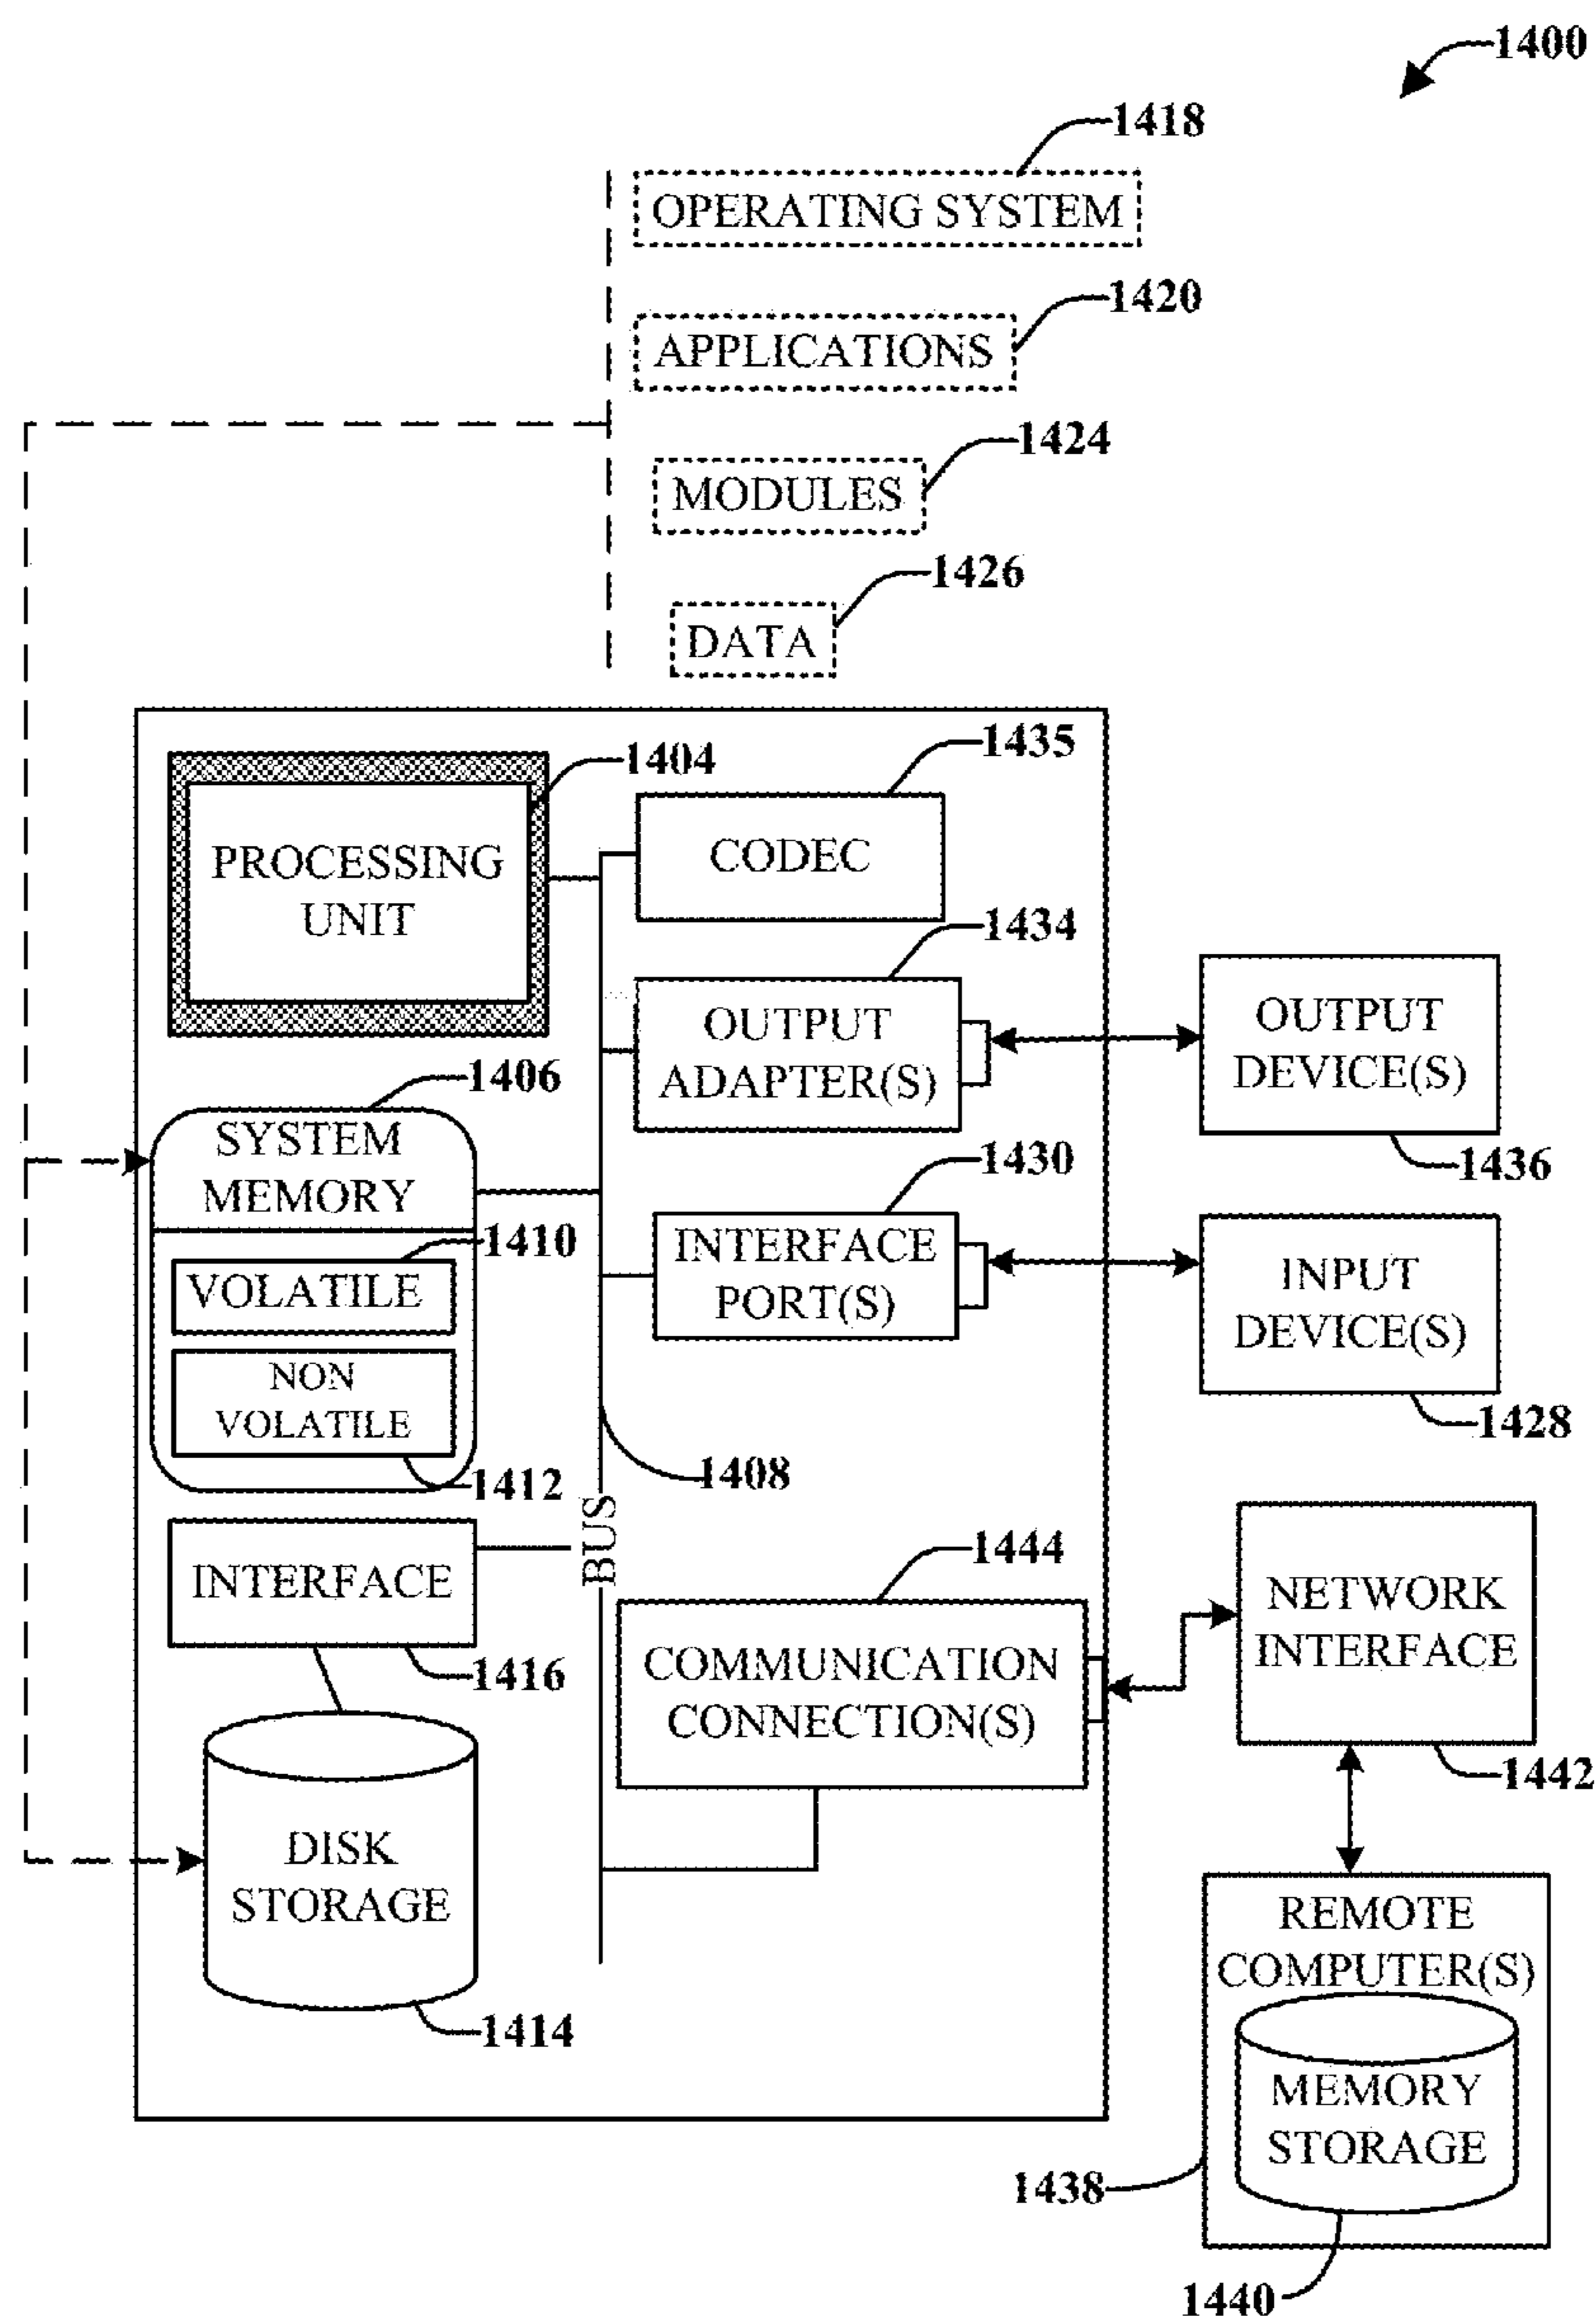 1400
1418
OPERATING SYSTEM
1420
APPLICATIONS
1424
MODULES
1426
DATA
1404
PROCESSING
UNIT
1435
CODEC
1434
OUTPUT
ADAPTER(S)
OUTPUT
DEVICE(S)
1436
1406
SYSTEM
MEMORY
1410
VOLATILE
NON
VOLATILE
1412
1430
INTERFACE
PORT(S)
INPUT
DEVICE(S)
1428
1408
BUS
INTERFACE
1416
1444
COMMUNICATION
CONNECTION(S)
NETWORK
INTERFACE
1442
DISK
STORAGE
1414
REMOTE
COMPUTER(S)
MEMORY
STORAGE
1438
1440